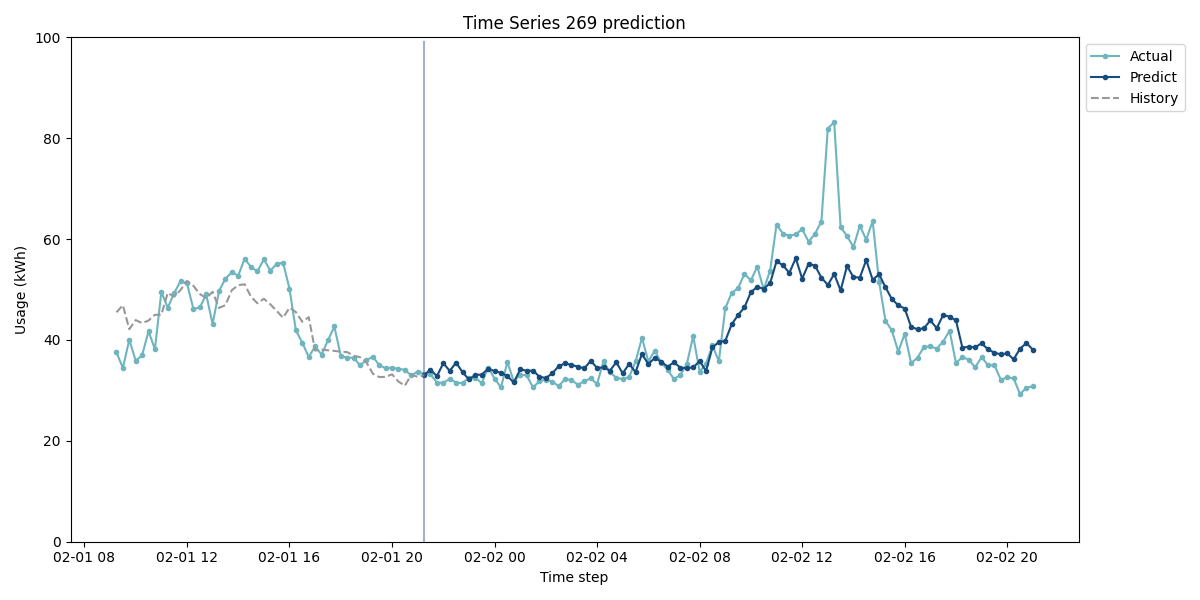 Time Series 269 prediction
100
80
60
40
20
0
Usage (kWh)
02-01 08
02-01 12
02-01 16
02-01 20
02-02 00
02-02 04
02-02 08
02-02 12
02-02 16
02-02 20
Time step
Actual
Predict
History